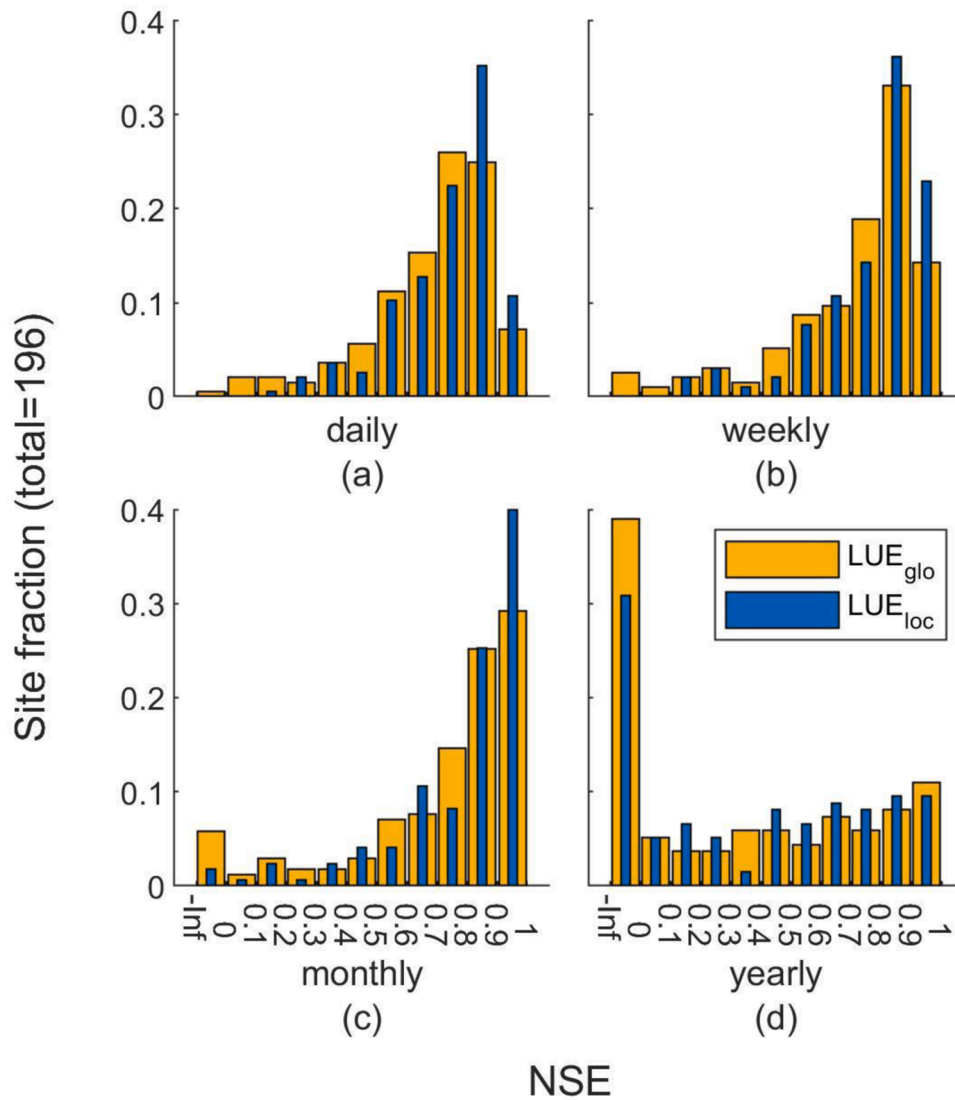 Site fraction (total=196)
0.4
0.3
0.2
0.1
0
daily
(a)
weekly
(b)
0.4
0.3
0.2
0.1
0
-Inf
0
0.1
0.2
0.3
0.4
0.5
0.6
0.7
0.8
0.9
1
monthly
(c)
LUEglo
LUEloc
-Inf
0
0.1
0.2
0.3
0.4
0.5
0.6
0.7
0.8
0.9
1
yearly
(d)
NSE